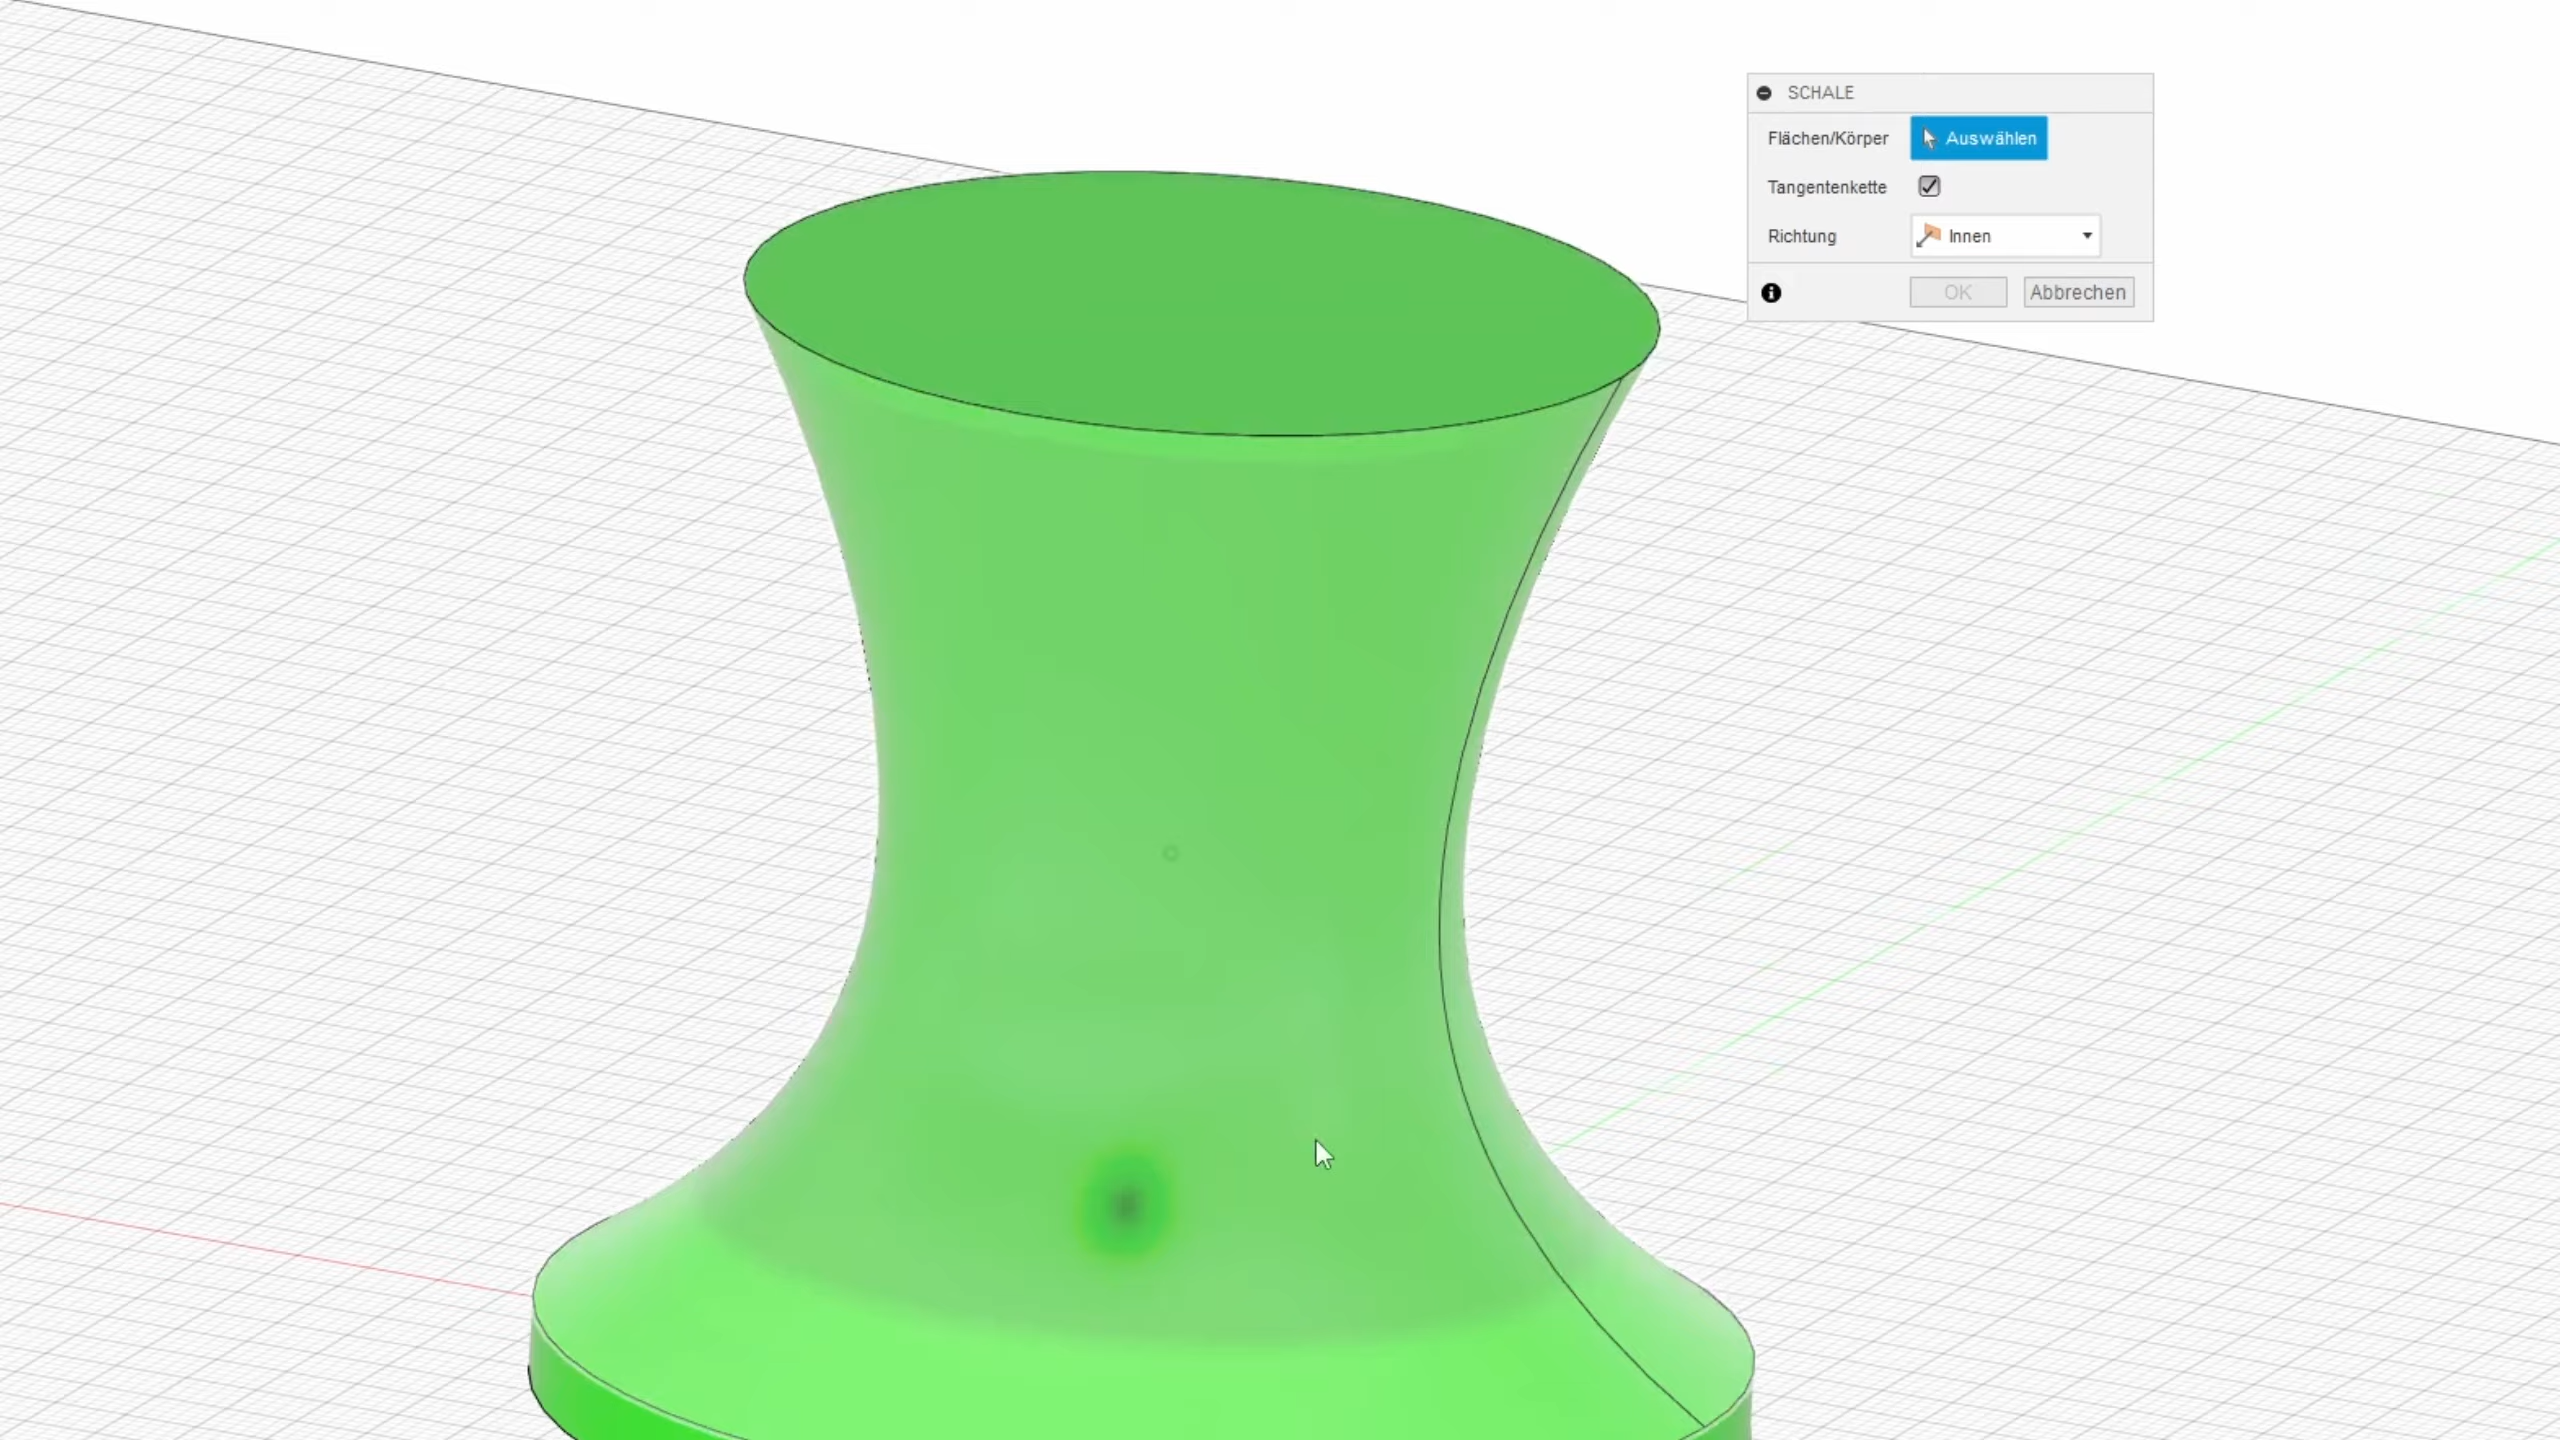 SCHALE
Flächen/Körper Auswählen
Tangentenkette
Richtung Innen
OK Abbrechen